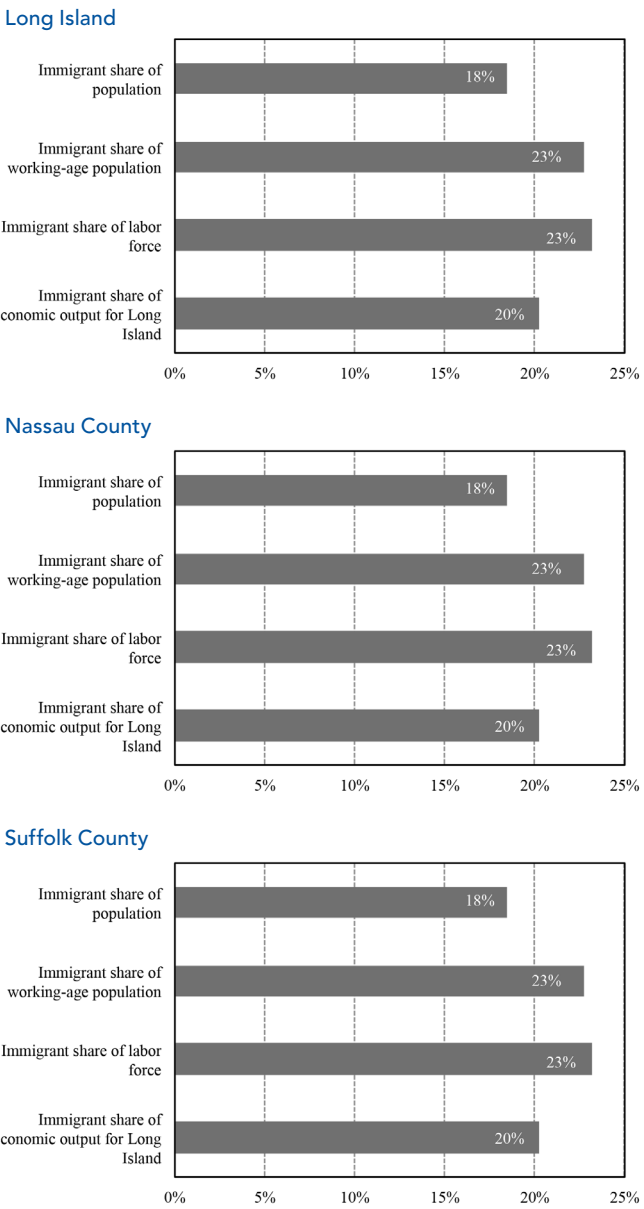 Long Island
Immigrant share of
population
18%
Immigrant share of
working-age population
23%
Immigrant share of labor
force
23%
Immigrant share of
conomic output for Long
Island
20%
0% 5% 10% 15% 20% 25%
Nassau County
Immigrant share of
population
18%
Immigrant share of
working-age population
23%
Immigrant share of labor
force
23%
Immigrant share of
conomic output for Long
Island
20%
0% 5% 10% 15% 20% 25%
Suffolk County
Immigrant share of
population
18%
Immigrant share of
working-age population
23%
Immigrant share of labor
force
23%
Immigrant share of
conomic output for Long
Island
20%
0% 5% 10% 15% 20% 25%